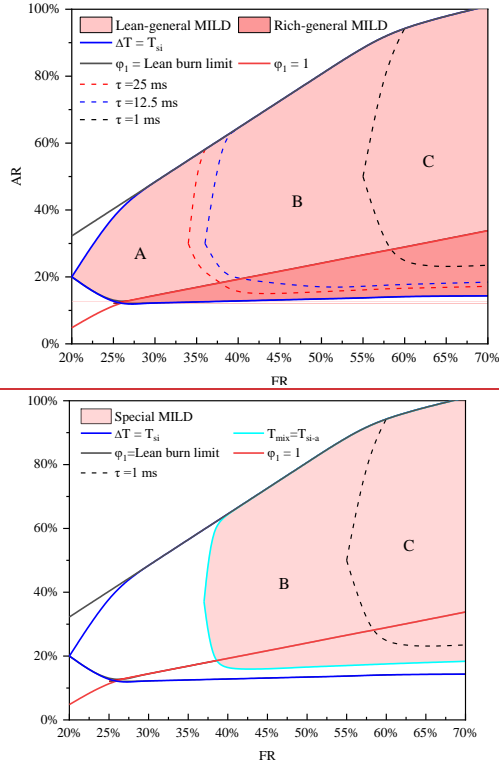 Lean-general MILD Rich-general MILD
ΔT = Tsi
φ1 = Lean burn limit φ1 = 1
τ =25 ms
τ =12.5 ms
τ =1 ms
100%
80%
60%
40%
20%
0%
AR
A
B
C
20% 25% 30% 35% 40% 45% 50% 55% 60% 65% 70%
FR
Special MILD
ΔT = Tsi Tmix=Tsi-a
φ1=Lean burn limit φ1 = 1
τ =1 ms
100%
80%
60%
40%
20%
0%
B
C
20% 25% 30% 35% 40% 45% 50% 55% 60% 65% 70%
FR